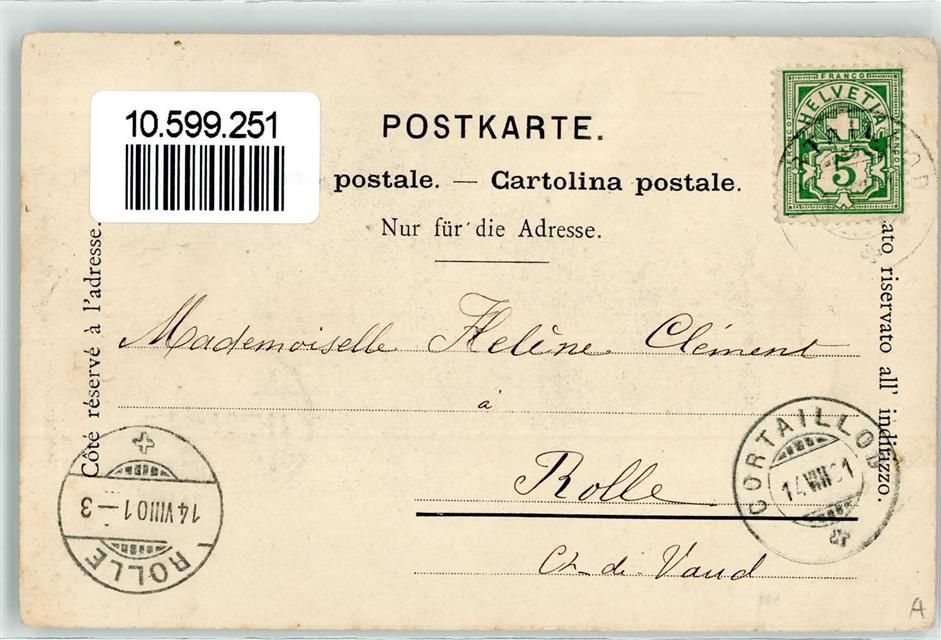 10.599.251
POSTKARTE.
postale. — Cartolina postale.
Nur für die Adresse.
Côté réservé à l'adresse.
ato riservato all' indirizzo.
FRANCO
HELVETIA
5
Mademoiselle Helène Clément
à
Rolle
Ct. de Vaud
ROLLE
14 VIII 01 – 3
CORTAILLOD
14 VIII 01
A